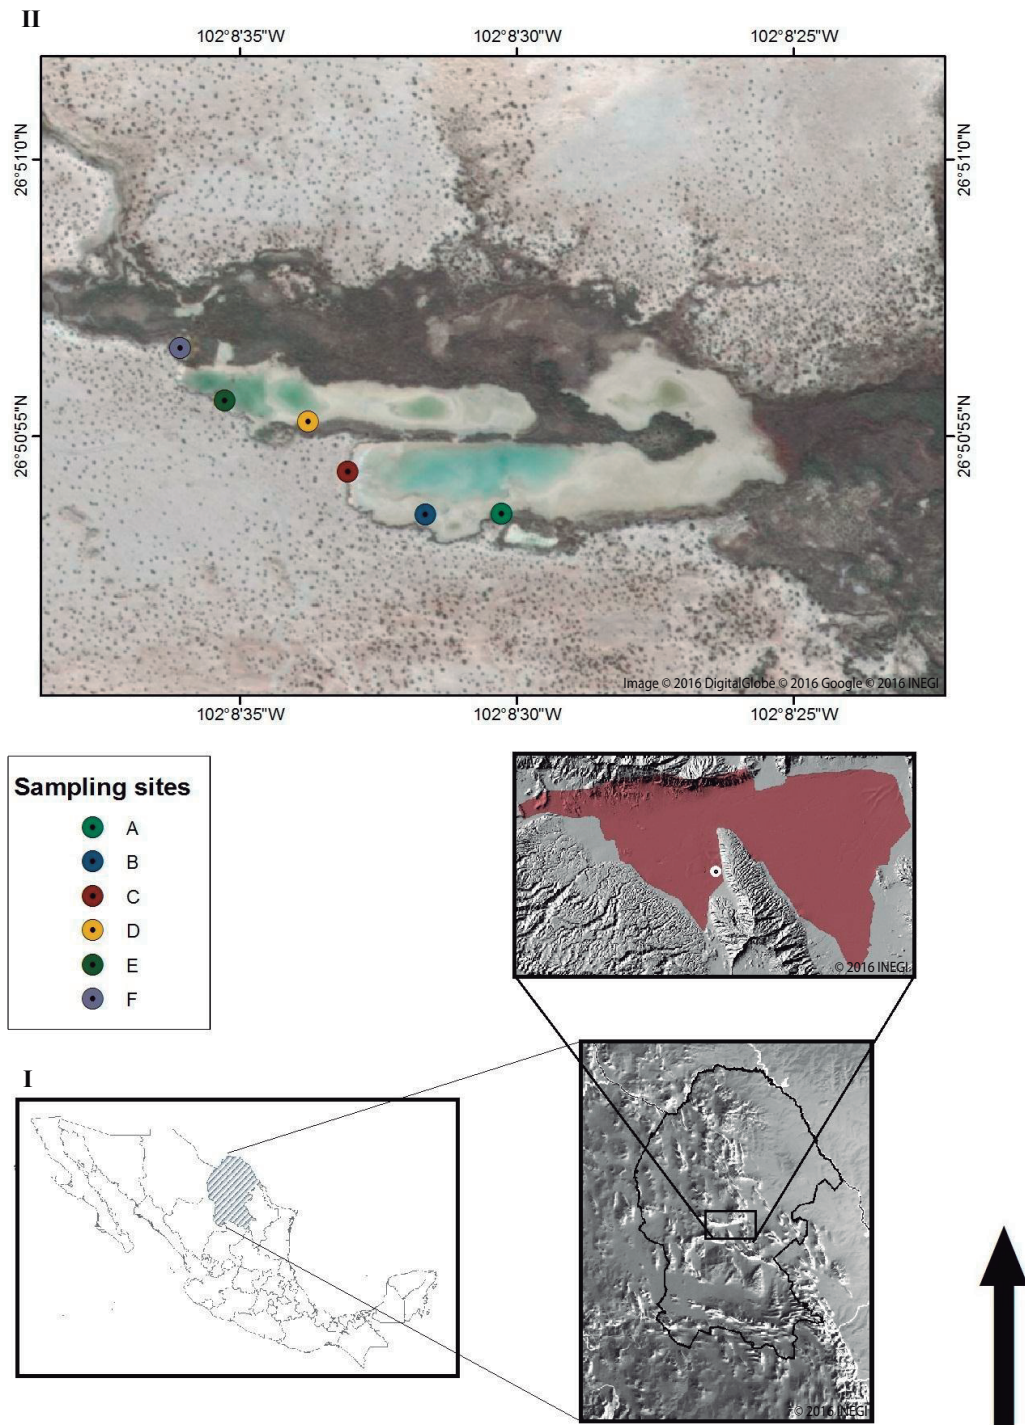 II
102°8'35"W 102°8'30"W 102°8'25"W
26°51'0"N 26°51'0"N
26°50'55"N 26°50'55"N
Image © 2016 DigitalGlobe © 2016 Google © 2016 INEGI
102°8'35"W 102°8'30"W 102°8'25"W
Sampling sites
A
B
C
D
E
F
© 2016 INEGI
I
© 2016 INEGI